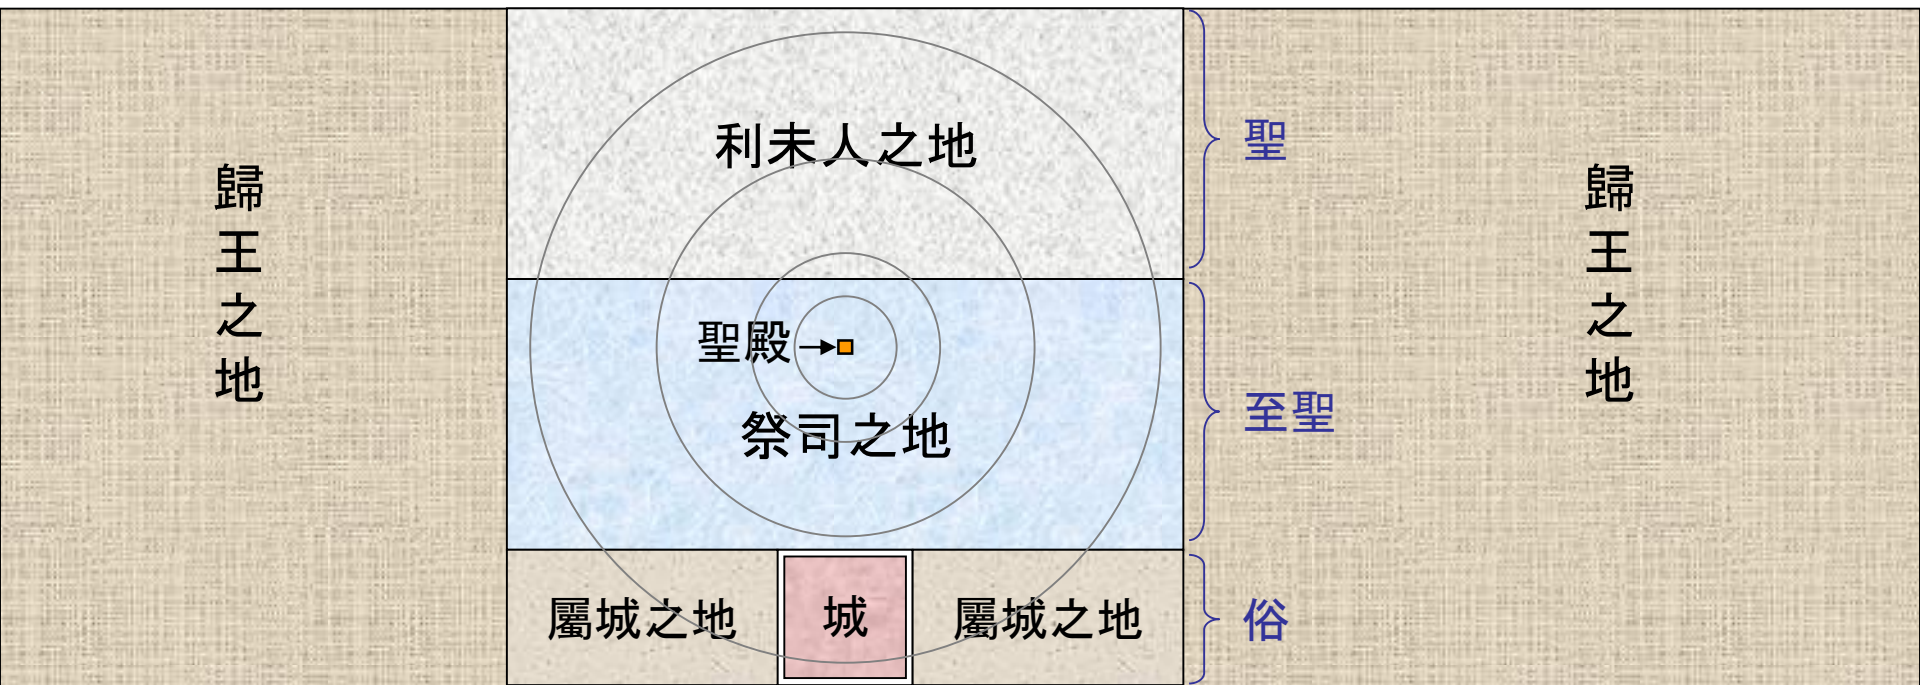 歸王之地
利未人之地
聖
聖殿
祭司之地
至聖
屬城之地
城
屬城之地
俗
歸王之地